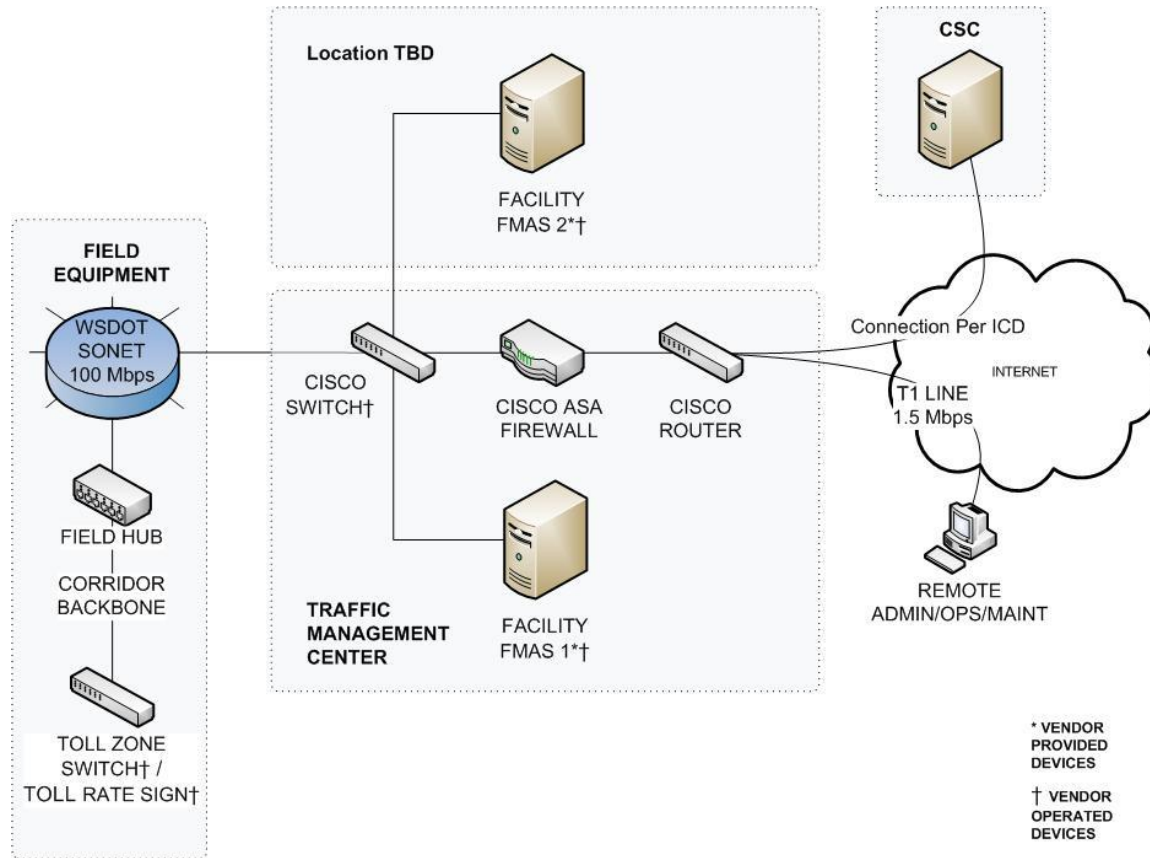 Location TBD
FACILITY
FMAS 2*†
CSC
FIELD
EQUIPMENT
WSDOT
SONET
100 Mbps
FIELD HUB
CORRIDOR
BACKBONE
TOLL ZONE
SWITCH† /
TOLL RATE SIGN†
CISCO
SWITCH†
CISCO ASA
FIREWALL
CISCO
ROUTER
TRAFFIC
MANAGEMENT
CENTER
FACILITY
FMAS 1*†
Connection Per ICD
INTERNET
T1 LINE
1.5 Mbps
REMOTE
ADMIN/OPS/MAINT
* VENDOR
PROVIDED
DEVICES
† VENDOR
OPERATED
DEVICES